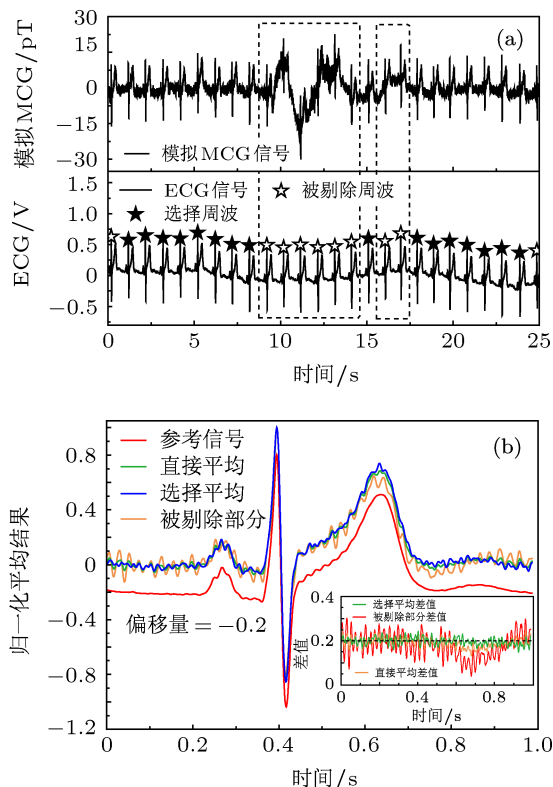 30
15
0
−15
−30
模拟MCG/pT
(a)
模拟MCG信号
1.5
1.0
0.5
0
−0.5
ECG/V
ECG信号
被剔除周波
选择周波
0 5 10 15 20 25
时间/s
0.8
0.4
0
−0.4
−0.8
−1.2
归一化平均结果
参考信号
直接平均
选择平均
被剔除部分
(b)
偏移量=−0.2
0.4
0.2
0
差值
选择平均差值
被剔除部分差值
直接平均差值
0 0.4 0.8
时间/s
0 0.2 0.4 0.6 0.8 1.0
时间/s